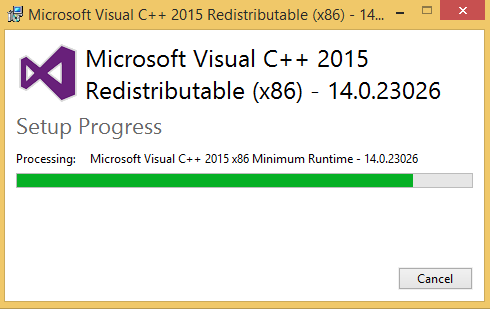 Microsoft Visual C++ 2015 Redistributable (x86) - 14...
Microsoft Visual C++ 2015
Redistributable (x86) - 14.0.23026
Setup Progress
Processing: Microsoft Visual C++ 2015 x86 Minimum Runtime - 14.0.23026
Cancel